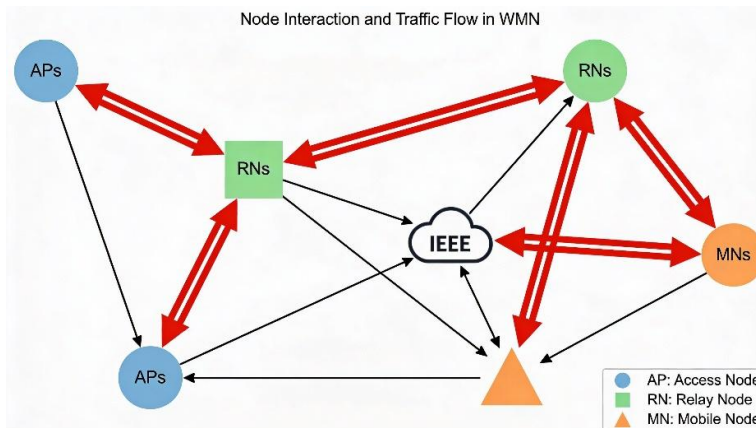 Node Interaction and Traffic Flow in WMN
APs
RNs
RNs
IEEE
MNs
APs
AP: Access Node
RN: Relay Node
MN: Mobile Node